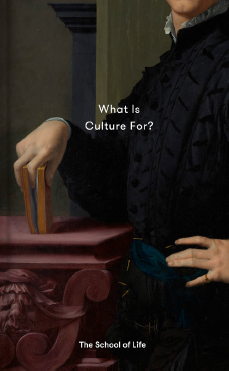 What Is
Culture For?
The School of Life